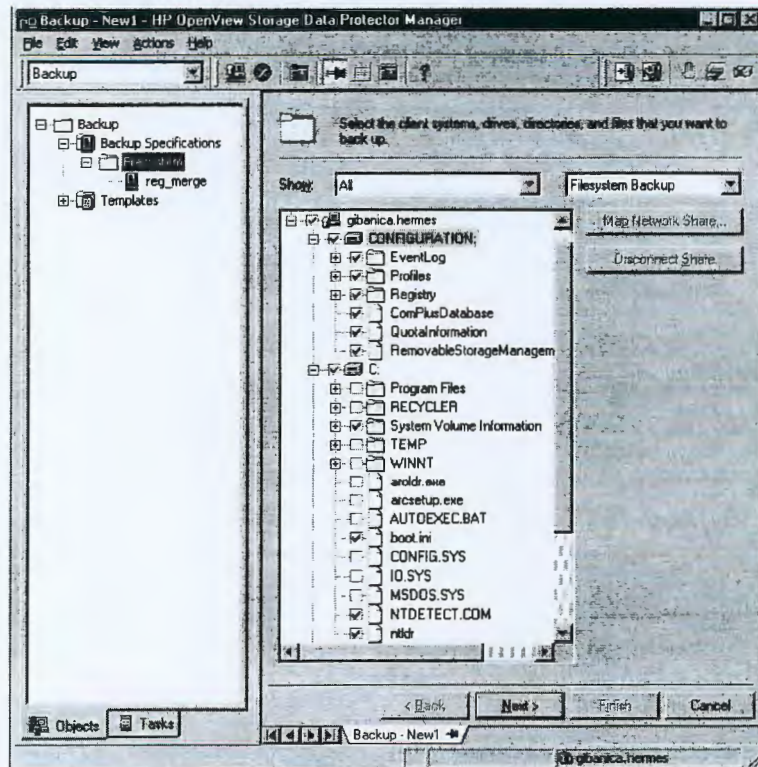 Backup - New1 - HP OpenView Storage Data Protector Manager
File Edit View Actions Help
Backup
Backup
Backup Specifications
Filesystem
reg_merge
Templates
Select the client systems, drives, directories, and files that you want to
back up.
Show: All
Filesystem Backup
Map Network Share...
Disconnect Share
gibanica.hermes
CONFIGURATION:
EventLog
Profiles
Registry
ComPlusDatabase
QuotaInformation
RemovableStorageManagem
C:
Program Files
RECYCLER
System Volume Information
TEMP
WINNT
arcldr.exe
arcsetup.exe
AUTOEXEC.BAT
boot.ini
CONFIG.SYS
IO.SYS
MSDOS.SYS
NTDETECT.COM
ntldr
< Back
Next >
Finish
Cancel
Objects
Tasks
Backup - New1
gibanica.hermes